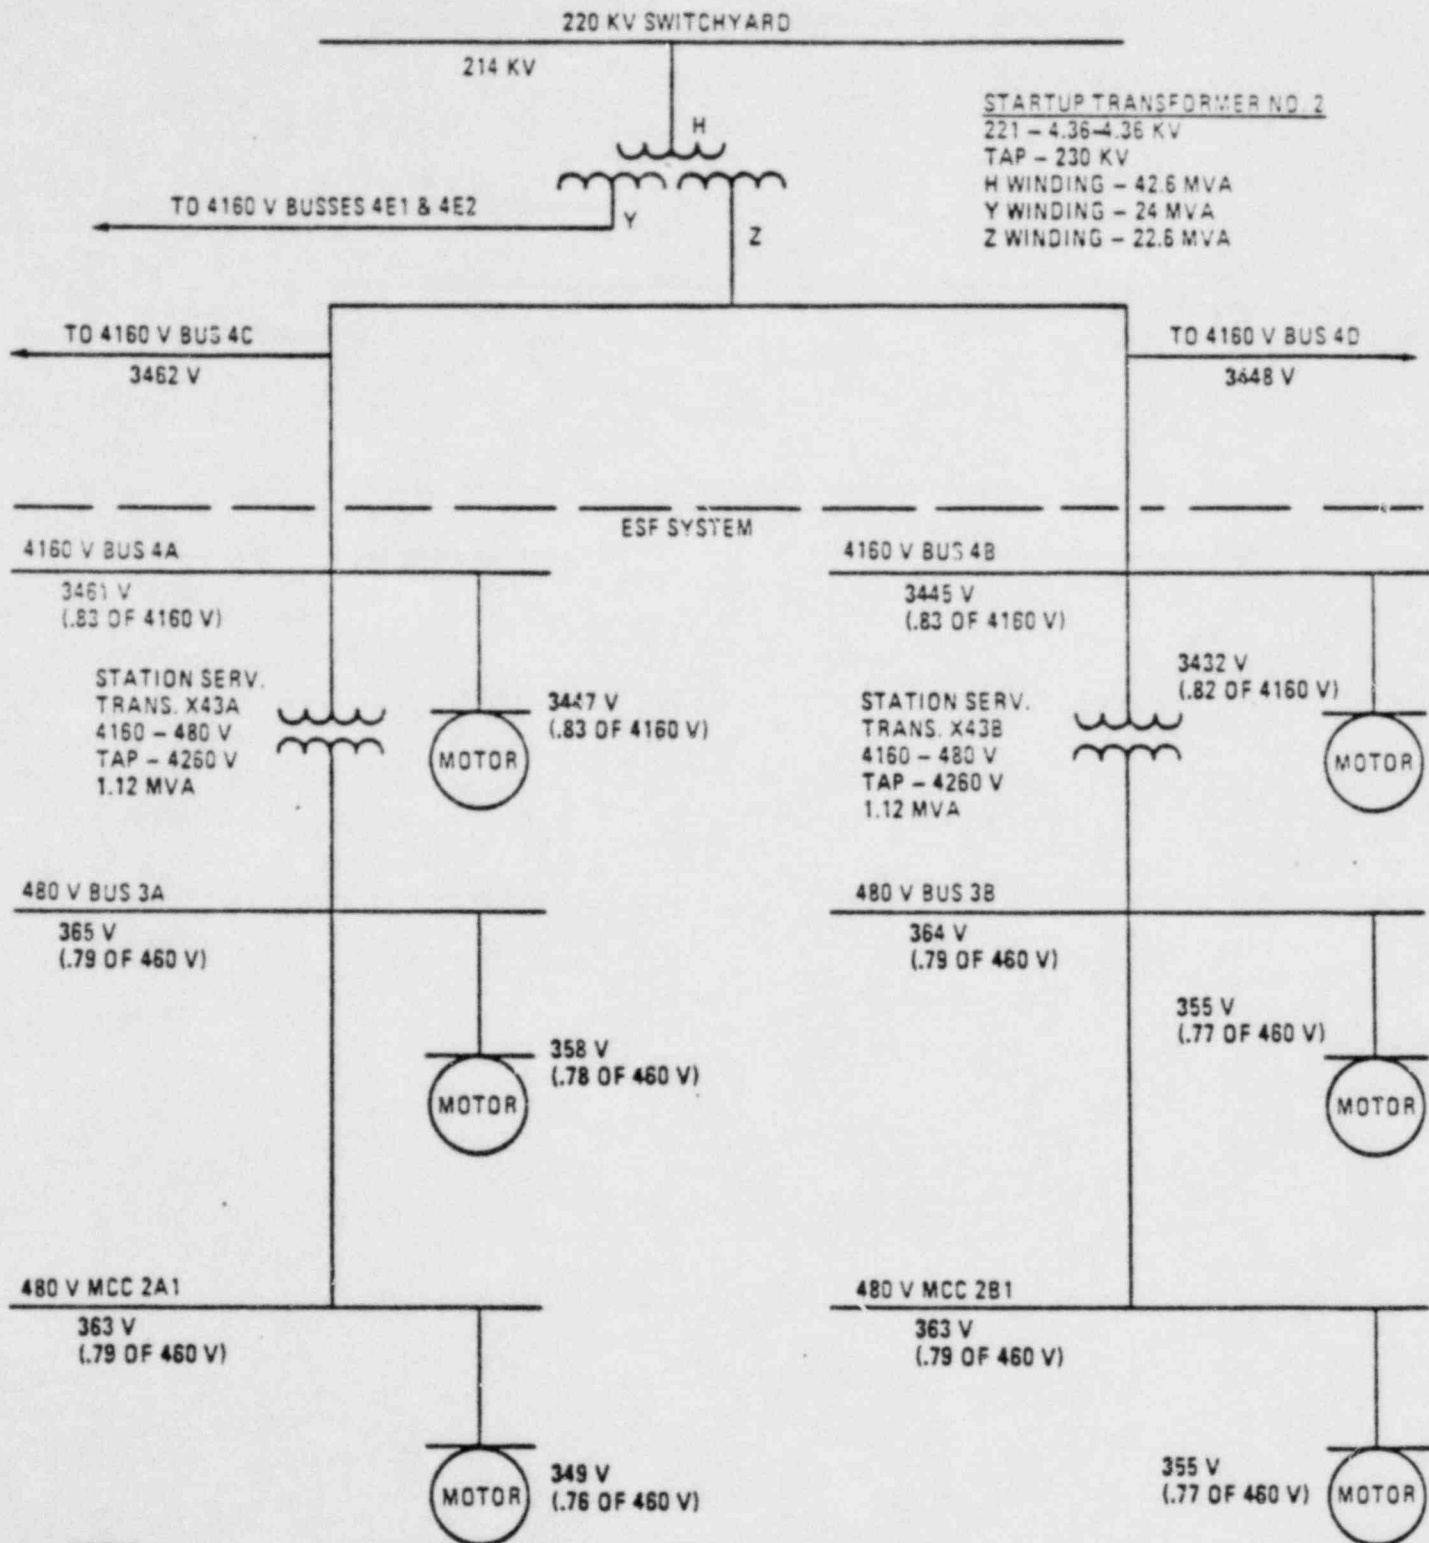 220 KV SWITCHYARD
214 KV
H
STARTUP TRANSFORMER NO. 2
221 – 4.36–4.36 KV
TAP – 230 KV
H WINDING – 42.6 MVA
Y WINDING – 24 MVA
Z WINDING – 22.6 MVA
TO 4160 V BUSSES 4E1 & 4E2
Y
Z
TO 4160 V BUS 4C
3462 V
TO 4160 V BUS 4D
3448 V
ESF SYSTEM
4160 V BUS 4A
3461 V
(.83 OF 4160 V)
4160 V BUS 4B
3445 V
(.83 OF 4160 V)
STATION SERV.
TRANS. X43A
4160 – 480 V
TAP – 4260 V
1.12 MVA
3447 V
(.83 OF 4160 V)
MOTOR
STATION SERV.
TRANS. X43B
4160 – 480 V
TAP – 4260 V
1.12 MVA
3432 V
(.82 OF 4160 V)
MOTOR
480 V BUS 3A
365 V
(.79 OF 460 V)
480 V BUS 3B
364 V
(.79 OF 460 V)
358 V
(.78 OF 460 V)
MOTOR
355 V
(.77 OF 460 V)
MOTOR
480 V MCC 2A1
363 V
(.79 OF 460 V)
480 V MCC 2B1
363 V
(.79 OF 460 V)
349 V
(.76 OF 460 V)
MOTOR
355 V
(.77 OF 460 V)
MOTOR